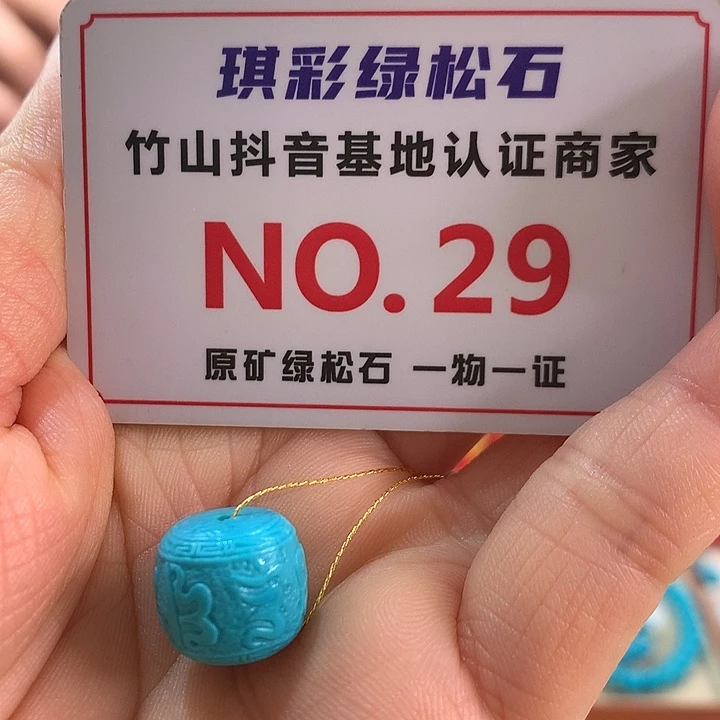 琪彩绿松石
竹山抖音基地认证商家
NO. 29
原矿绿松石 一物一证